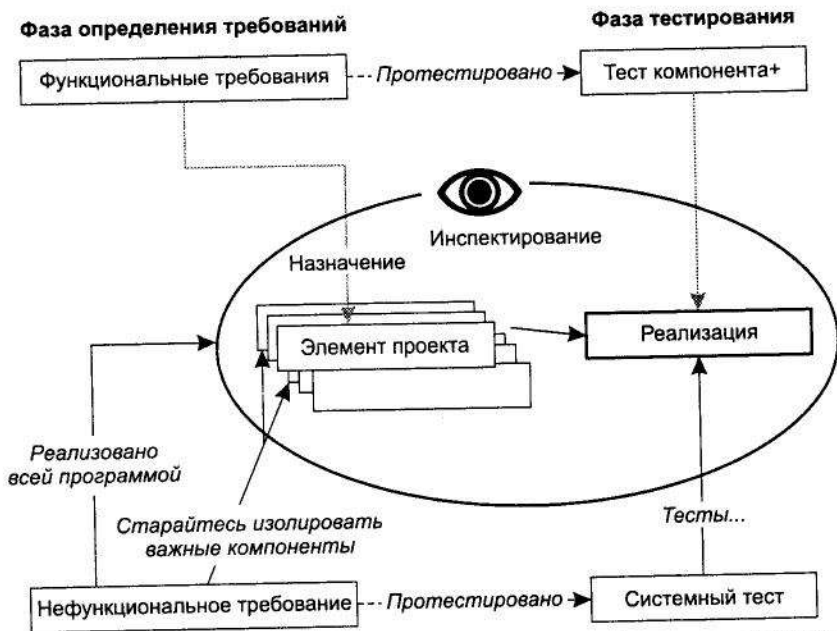 Фаза определения требований
Фаза тестирования
Функциональные требования
Протестировано
Тест компонента+
Инспектирование
Назначение
Элемент проекта
Реализация
Реализовано
всей программой
Старайтесь изолировать
важные компоненты
Тесты...
Нефункциональное требование
Протестировано
Системный тест